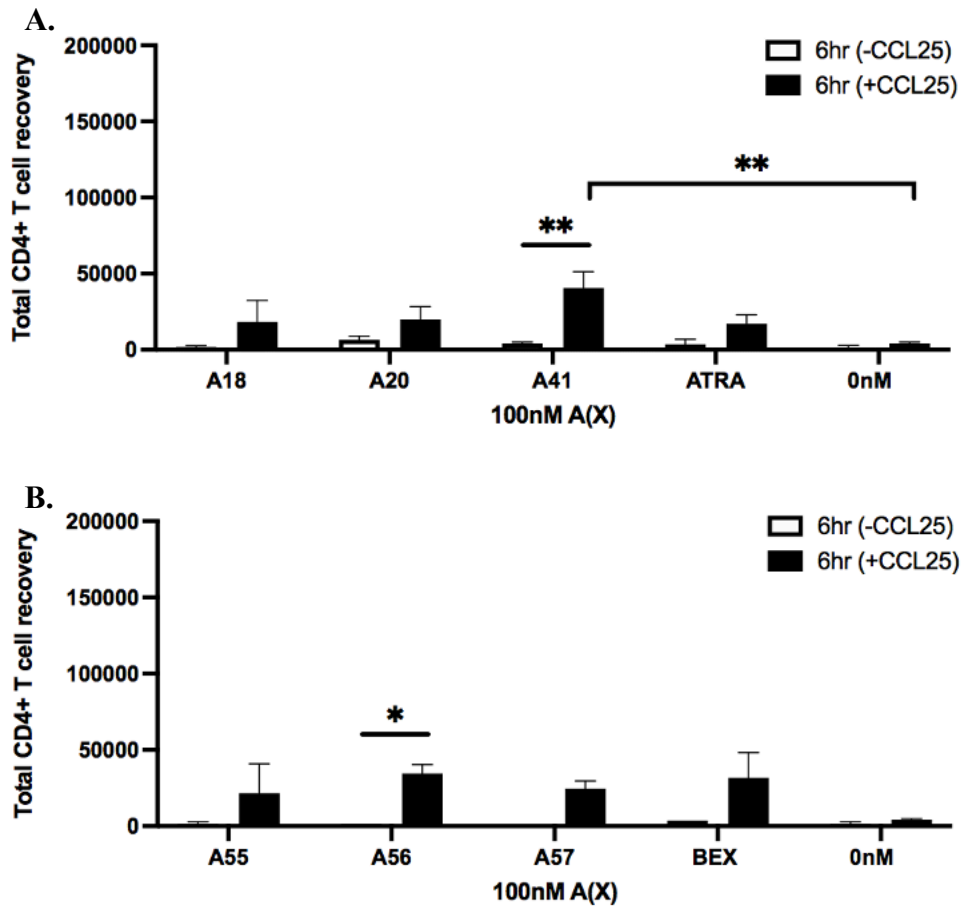 A.
200000
150000
100000
50000
0
Total CD4+ T cell recovery
6hr (-CCL25)
6hr (+CCL25)
**
**
A18 A20 A41 ATRA 0nM
100nM A(X)
B.
200000
150000
100000
50000
0
Total CD4+ T cell recovery
6hr (-CCL25)
6hr (+CCL25)
*
A55 A56 A57 BEX 0nM
100nM A(X)